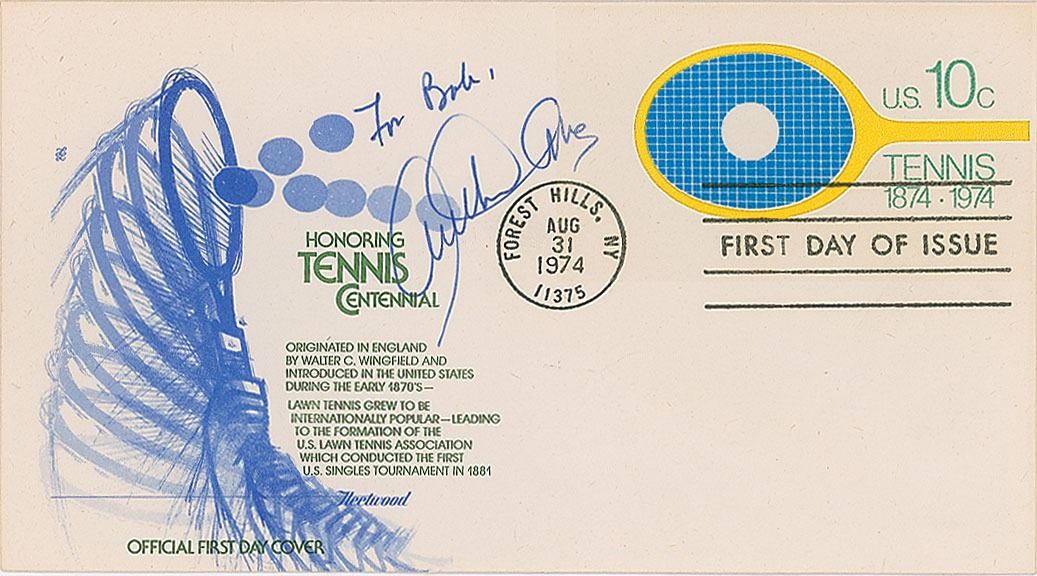 For Bob,
U.S. 10c
TENNIS
1874 · 1974
FOREST HILLS, NY
AUG
31
1974
11375
FIRST DAY OF ISSUE
HONORING
TENNIS
CENTENNIAL
ORIGINATED IN ENGLAND
BY WALTER C. WINGFIELD AND
INTRODUCED IN THE UNITED STATES
DURING THE EARLY 1870'S—
LAWN TENNIS GREW TO BE
INTERNATIONALLY POPULAR—LEADING
TO THE FORMATION OF THE
U.S. LAWN TENNIS ASSOCIATION
WHICH CONDUCTED THE FIRST
U.S. SINGLES TOURNAMENT IN 1881
Fleetwood
OFFICIAL FIRST DAY COVER